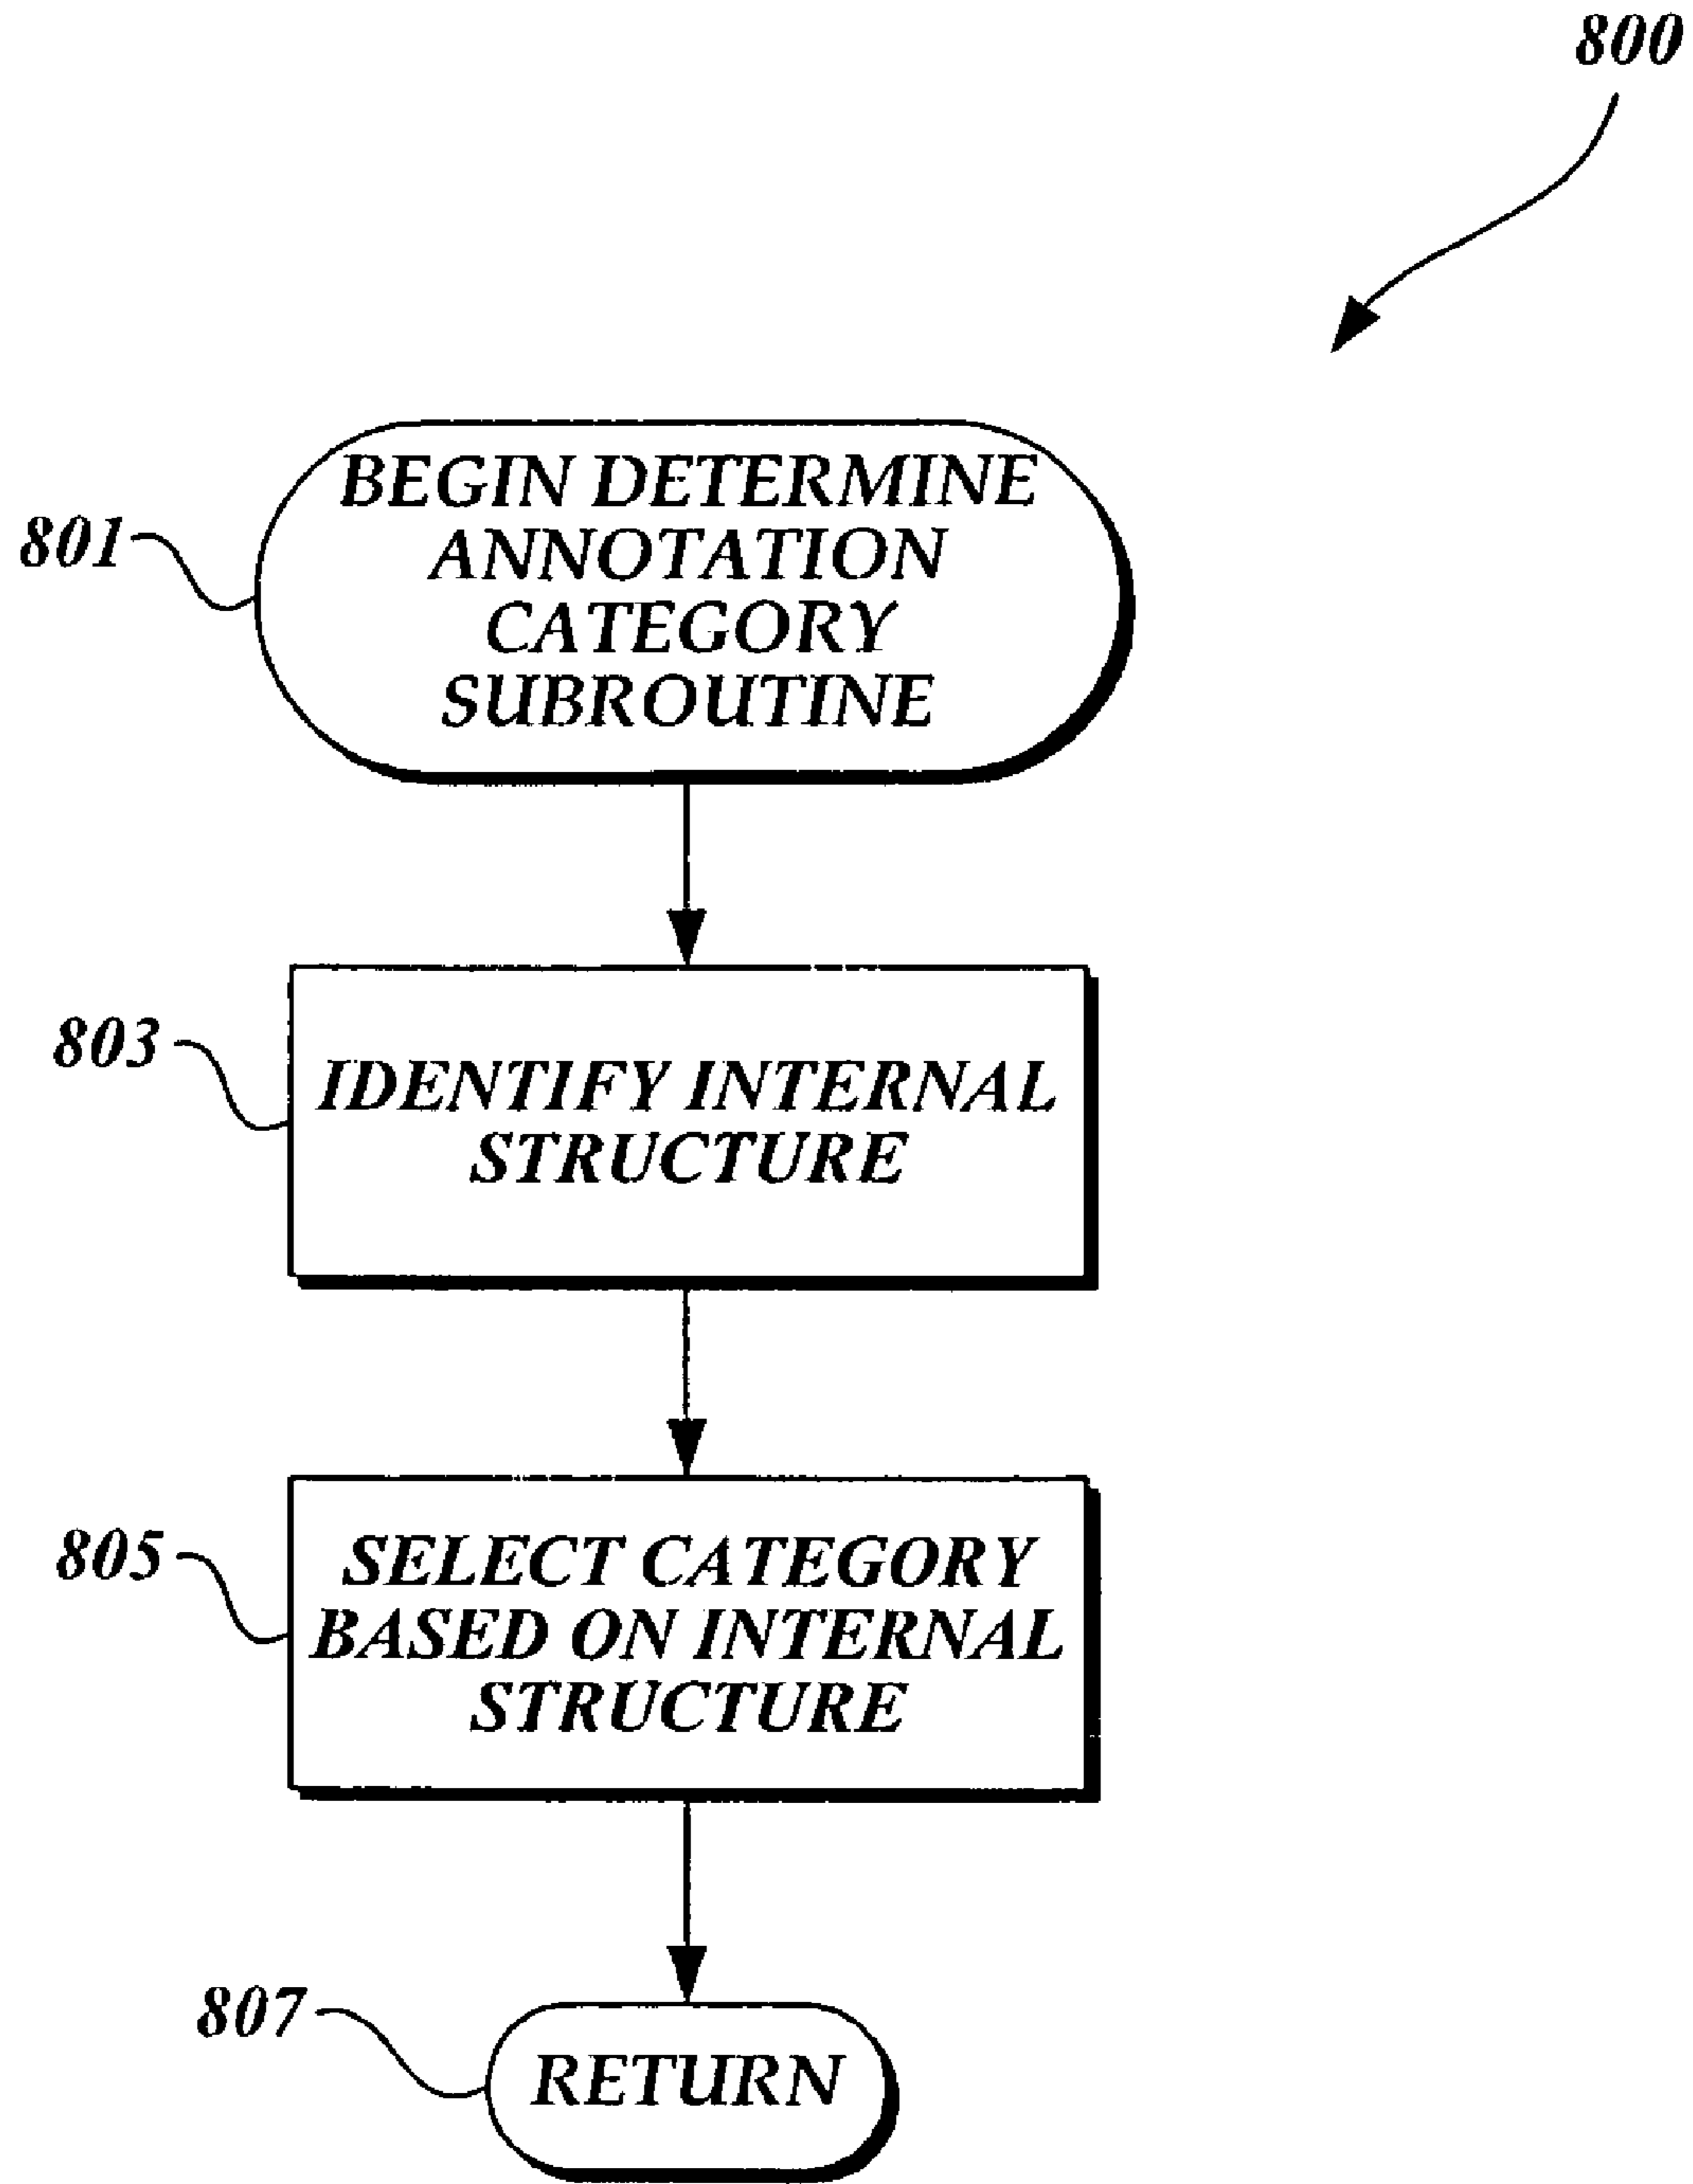 800
801
BEGIN DETERMINE
ANNOTATION
CATEGORY
SUBROUTINE
803
IDENTIFY INTERNAL
STRUCTURE
805
SELECT CATEGORY
BASED ON INTERNAL
STRUCTURE
807
RETURN